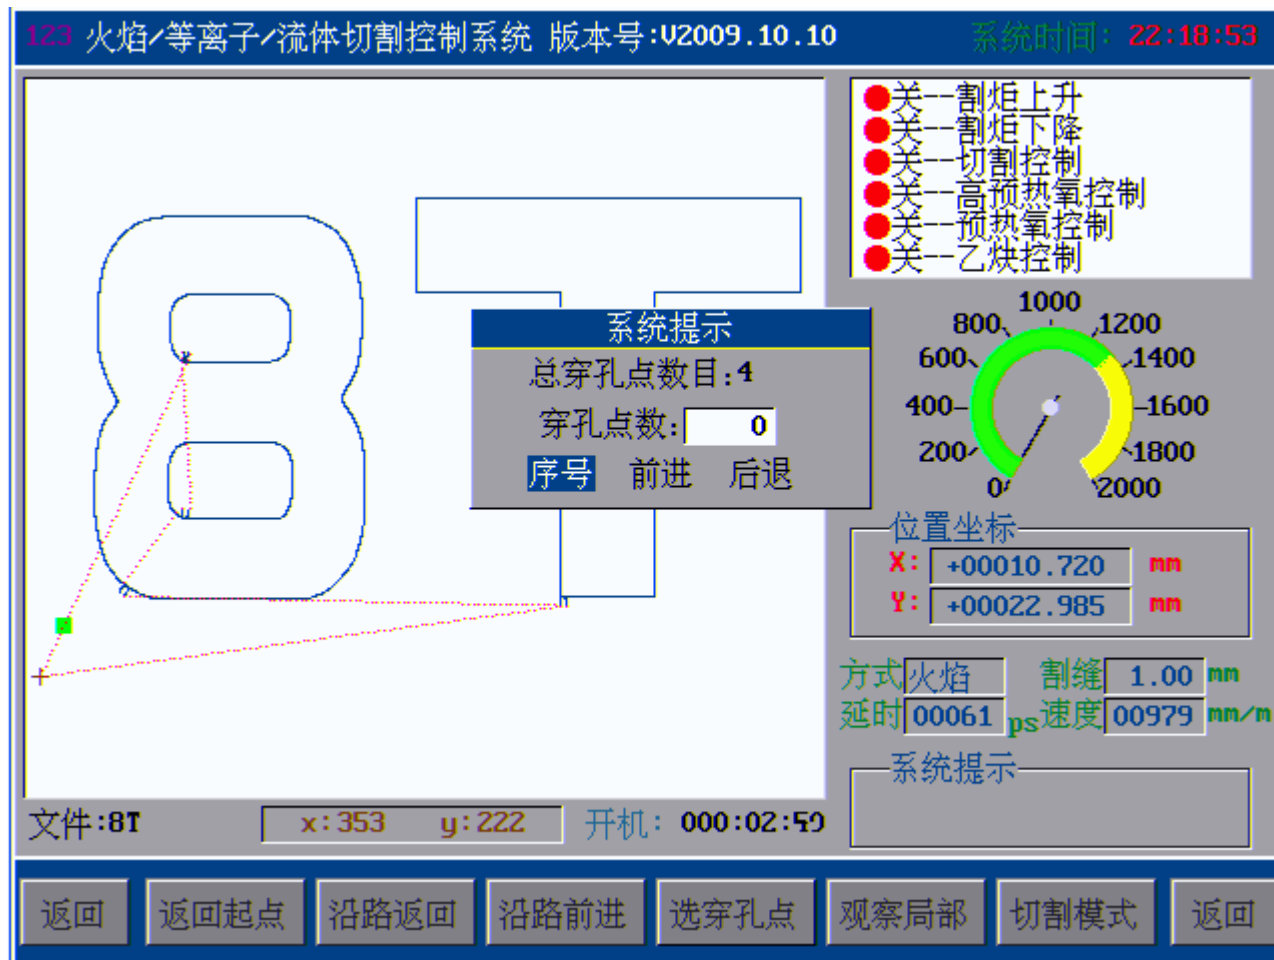 123 火焰/等离子/流体切割控制系统 版本号:V2009.10.10 系统时间: 22:18:53
关--割炬上升
关--割炬下降
关--切割控制
关--高预热氧控制
关--预热氧控制
关--乙炔控制
系统提示
总穿孔点数目:4
穿孔点数: 0
序号 前进 后退
1000
800 1200
600 1400
400 1600
200 1800
0 2000
位置坐标
X: +00010.720 mm
Y: +00022.985 mm
方式 火焰 割缝 1.00 mm
延时 00061 ps 速度 00979 mm/m
系统提示
文件:8T x:353 y:222 开机: 000:02:59
返回 返回起点 沿路返回 沿路前进 选穿孔点 观察局部 切割模式 返回